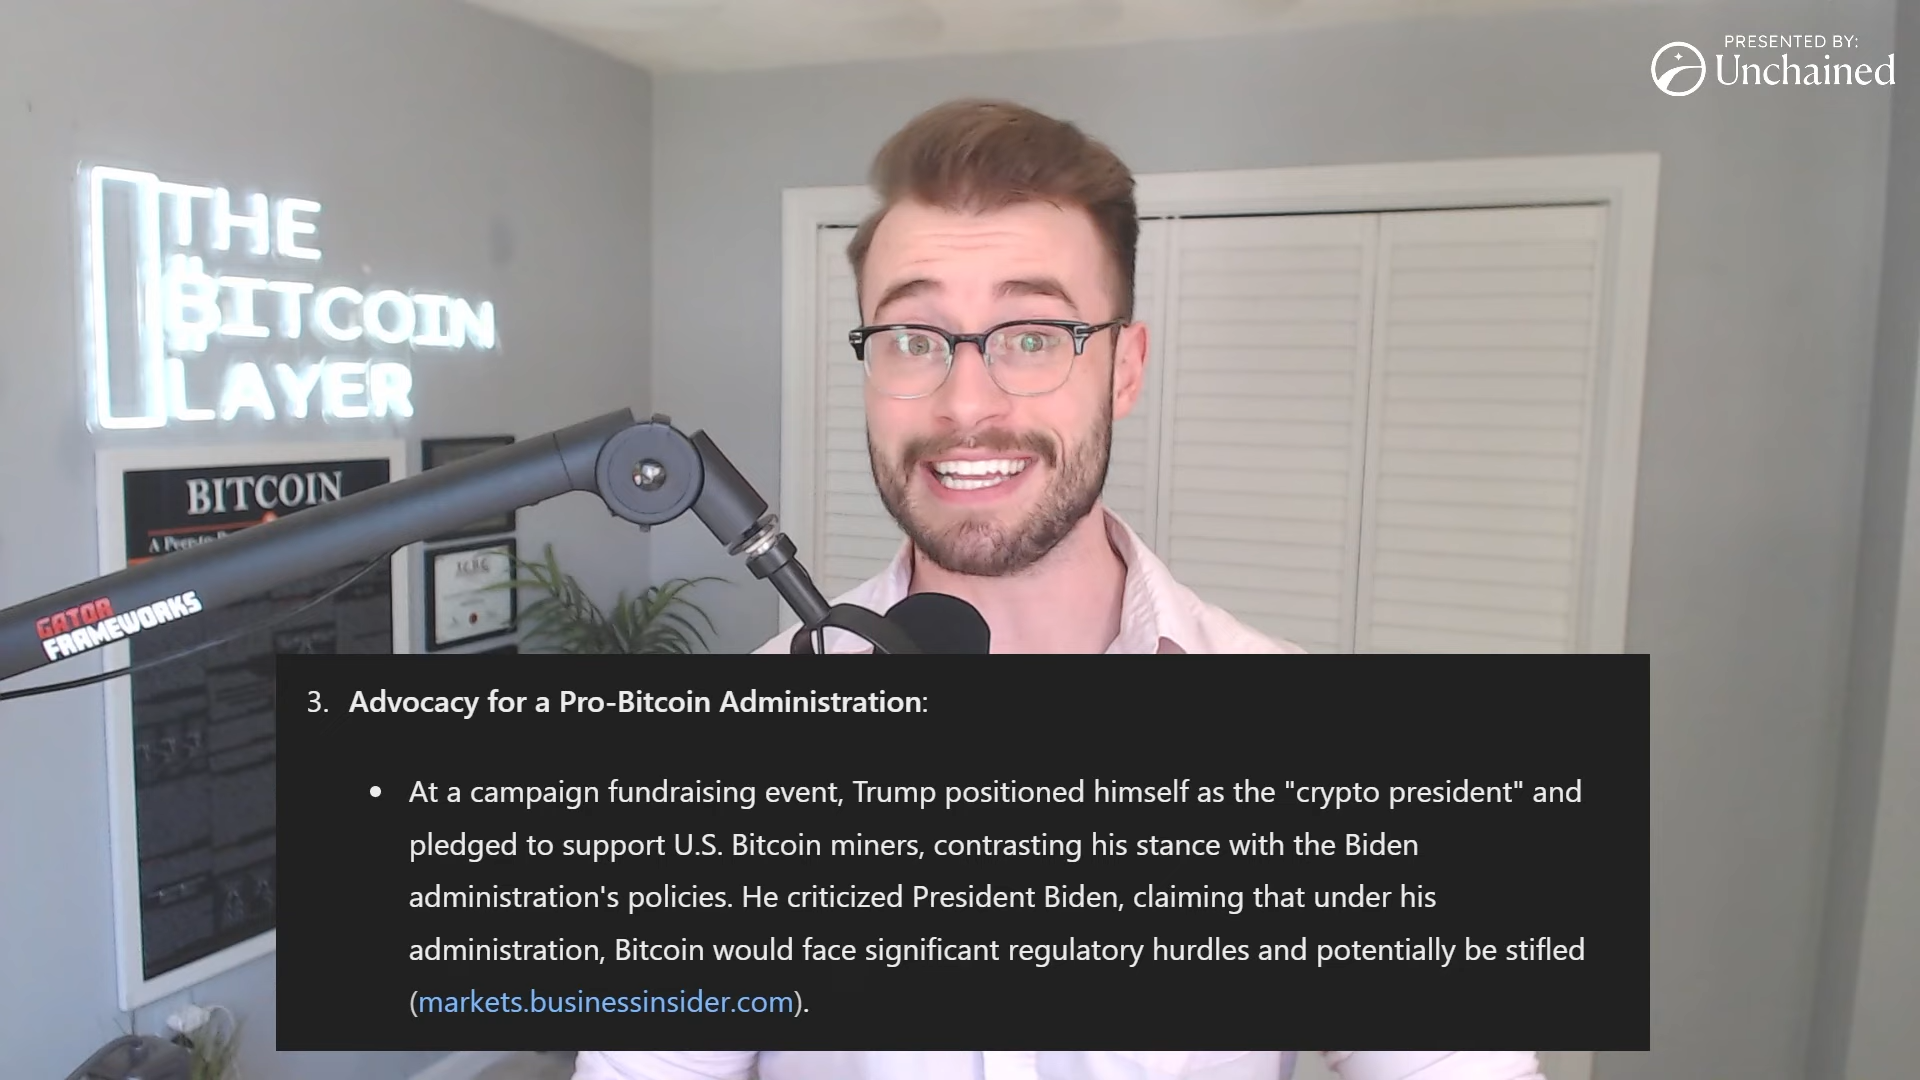 PRESENTED BY:
Unchained
THE
BITCOIN
LAYER
BITCOIN
GATOR
FRAMEWORKS
3. Advocacy for a Pro-Bitcoin Administration:
• At a campaign fundraising event, Trump positioned himself as the "crypto president" and
pledged to support U.S. Bitcoin miners, contrasting his stance with the Biden
administration's policies. He criticized President Biden, claiming that under his
administration, Bitcoin would face significant regulatory hurdles and potentially be stifled
(markets.businessinsider.com).